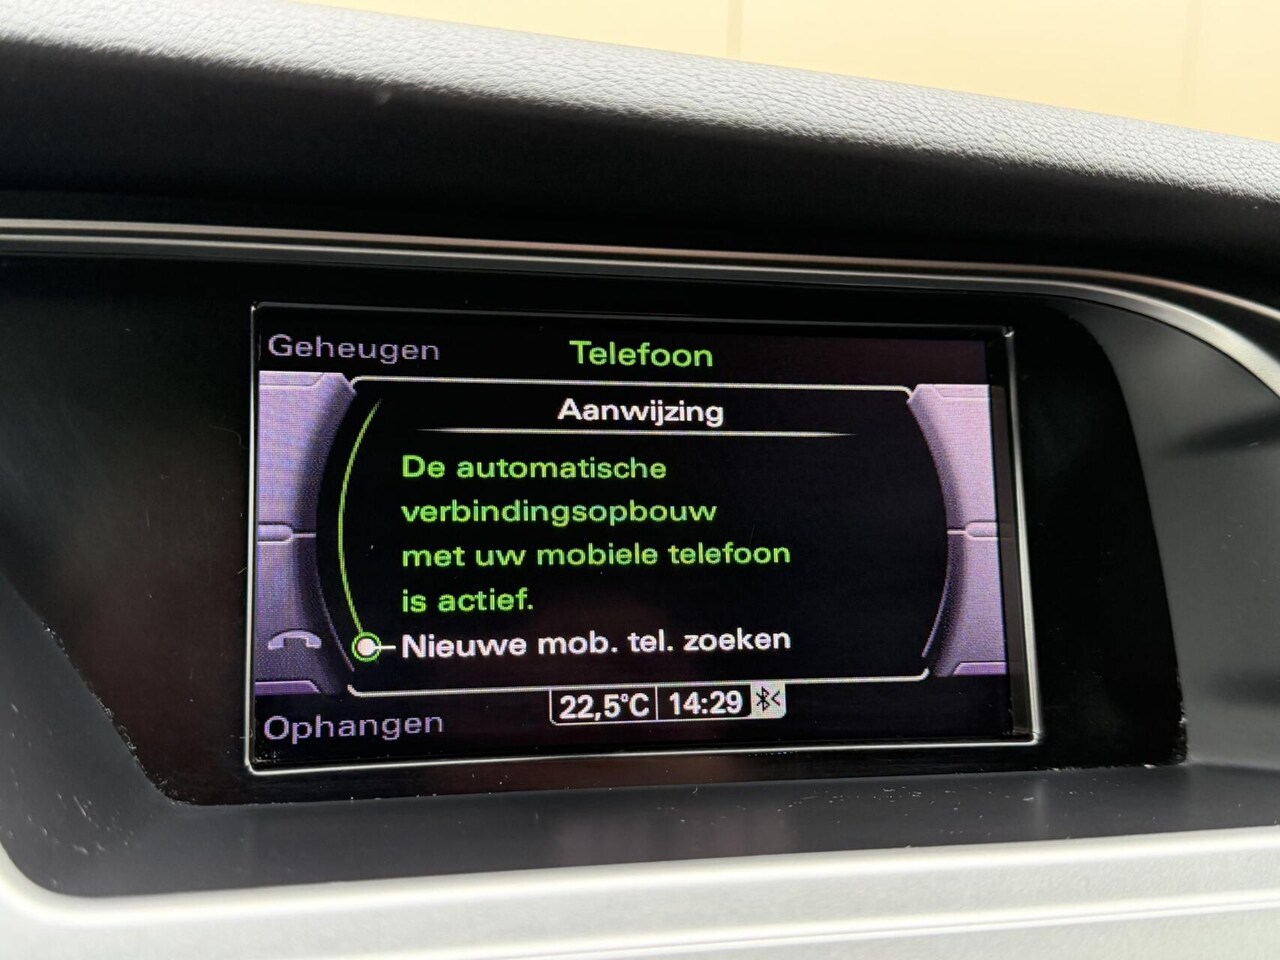 Geheugen
Telefoon
Aanwijzing
De automatische
verbindingsopbouw
met uw mobiele telefoon
is actief.
Nieuwe mob. tel. zoeken
22,5°C 14:29
Ophangen